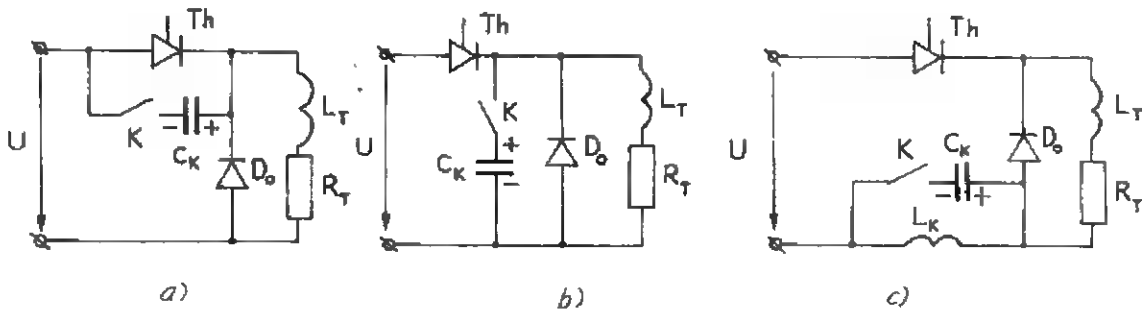 Th
K
C_K
- +
D_o
L_T
R_T
U
a)
Th
K
+
C_K
-
D_o
L_T
R_T
U
b)
Th
K
C_K
- +
L_K
D_o
L_T
R_T
U
c)